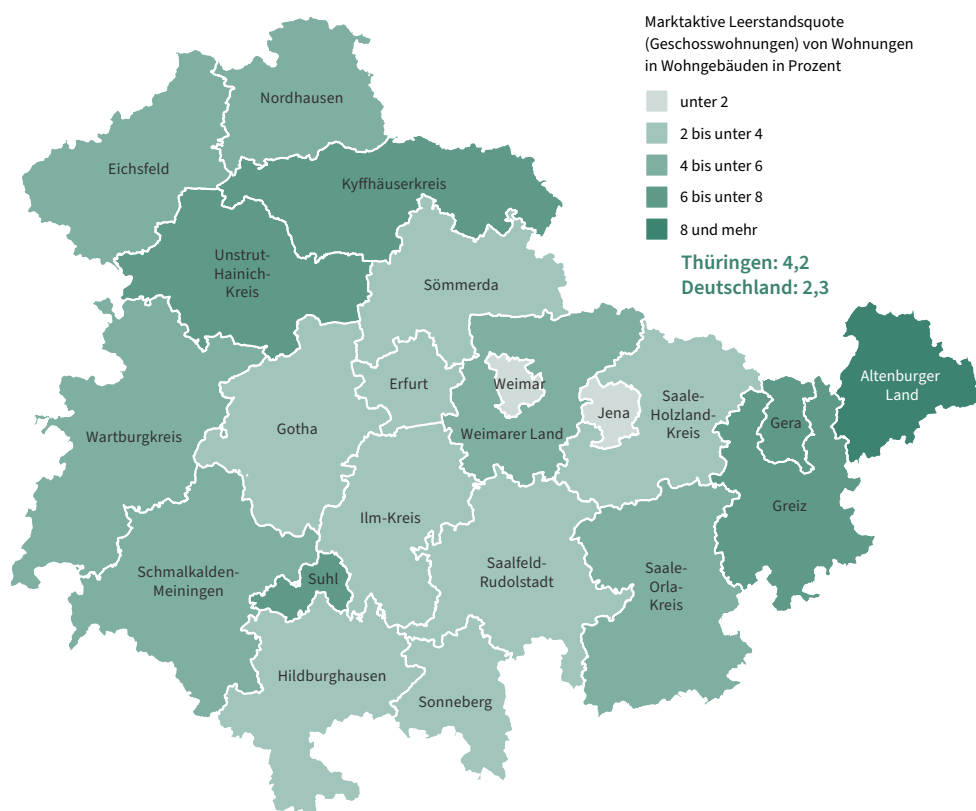 Marktaktive Leerstandsquote
(Geschosswohnungen) von Wohnungen
in Wohngebäuden in Prozent
unter 2
2 bis unter 4
4 bis unter 6
6 bis unter 8
8 und mehr
Thüringen: 4,2
Deutschland: 2,3
Nordhausen
Eichsfeld
Kyffhäuserkreis
Unstrut-
Hainich-
Kreis
Sömmerda
Altenburger
Land
Erfurt
Weimar
Jena
Saale-
Holzland-
Kreis
Gera
Wartburgkreis
Gotha
Weimarer Land
Greiz
Ilm-Kreis
Saalfeld-
Rudolstadt
Saale-
Orla-
Kreis
Schmalkalden-
Meiningen
Suhl
Hildburghausen
Sonneberg